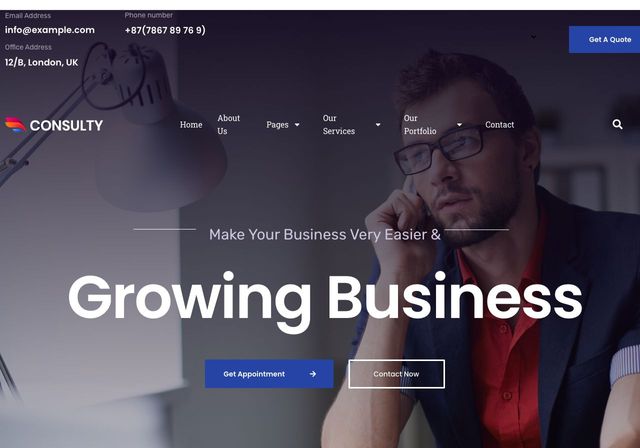 Email Address
info@example.com
Phone number
+87(7867 89 76 9)
Office Address
12/B, London, UK
Get A Quote
CONSULTY
Home
About
Us
Pages
Our
Services
Our
Portfolio
Contact
Make Your Business Very Easier &
Growing Business
Get Appointment
Contact Now